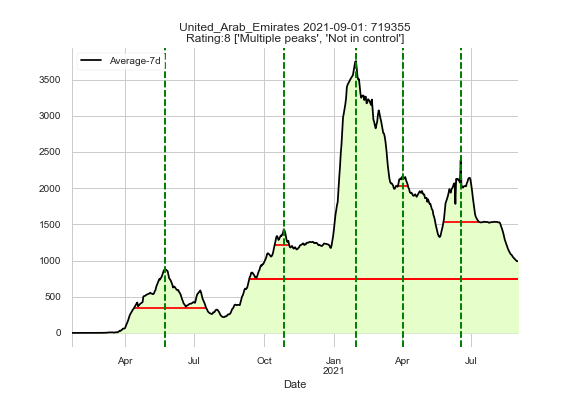 United_Arab_Emirates 2021-09-01: 719355
Rating:8 ['Multiple peaks', 'Not in control']
Average-7d
3500
3000
2500
2000
1500
1000
500
0
Apr Jul Oct Jan Apr Jul
2021
Date